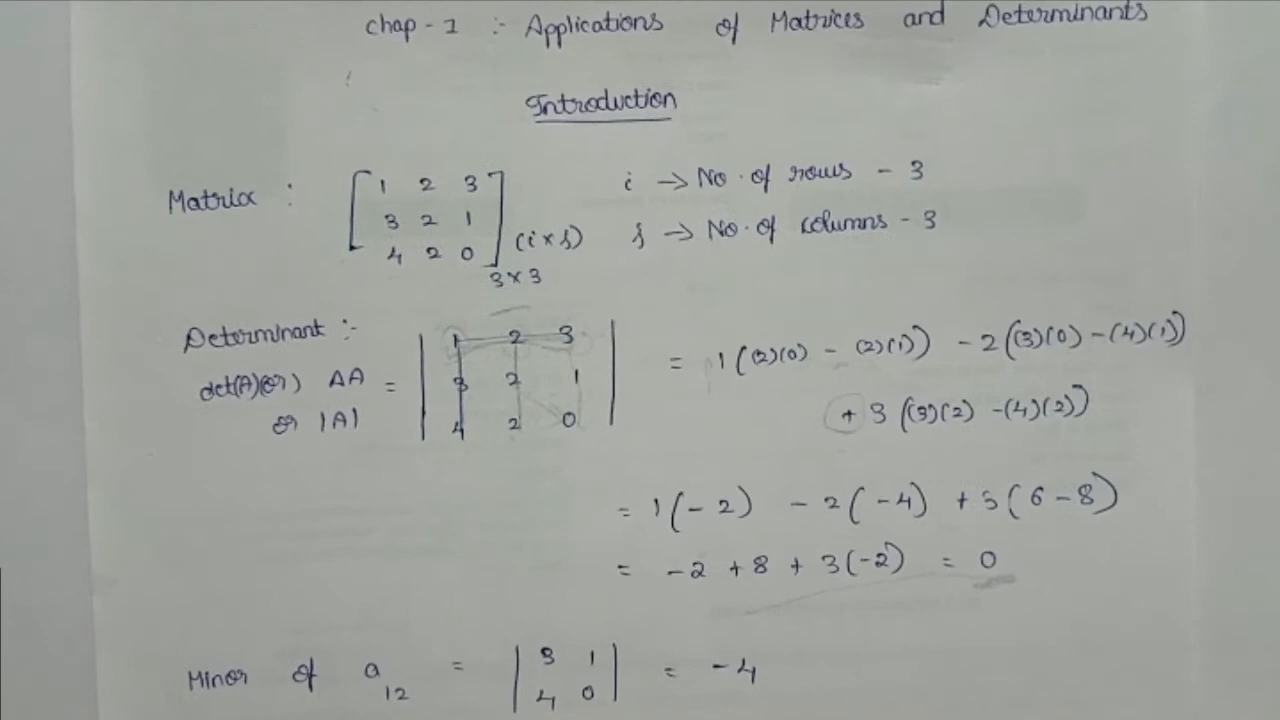 chap - 1 :- Applications of Matrices and Determinants
Introduction
Matrix : [ 1 2 3 i → No. of rows - 3
3 2 1 (i × j) j → No. of columns - 3
4 2 0 ] 3 × 3
Determinant :-
det(A) (or) ΔA or |A| = | 1 2 3 = 1 ((2)(0) - (2)(1)) - 2 ((3)(0) - (4)(1))
3 2 1 + 3 ((3)(2) - (4)(2))
4 2 0 |
= 1(-2) - 2(-4) + 3(6-8)
= -2 + 8 + 3(-2) = 0
Minor of a12 = | 3 1 = -4
4 0 |